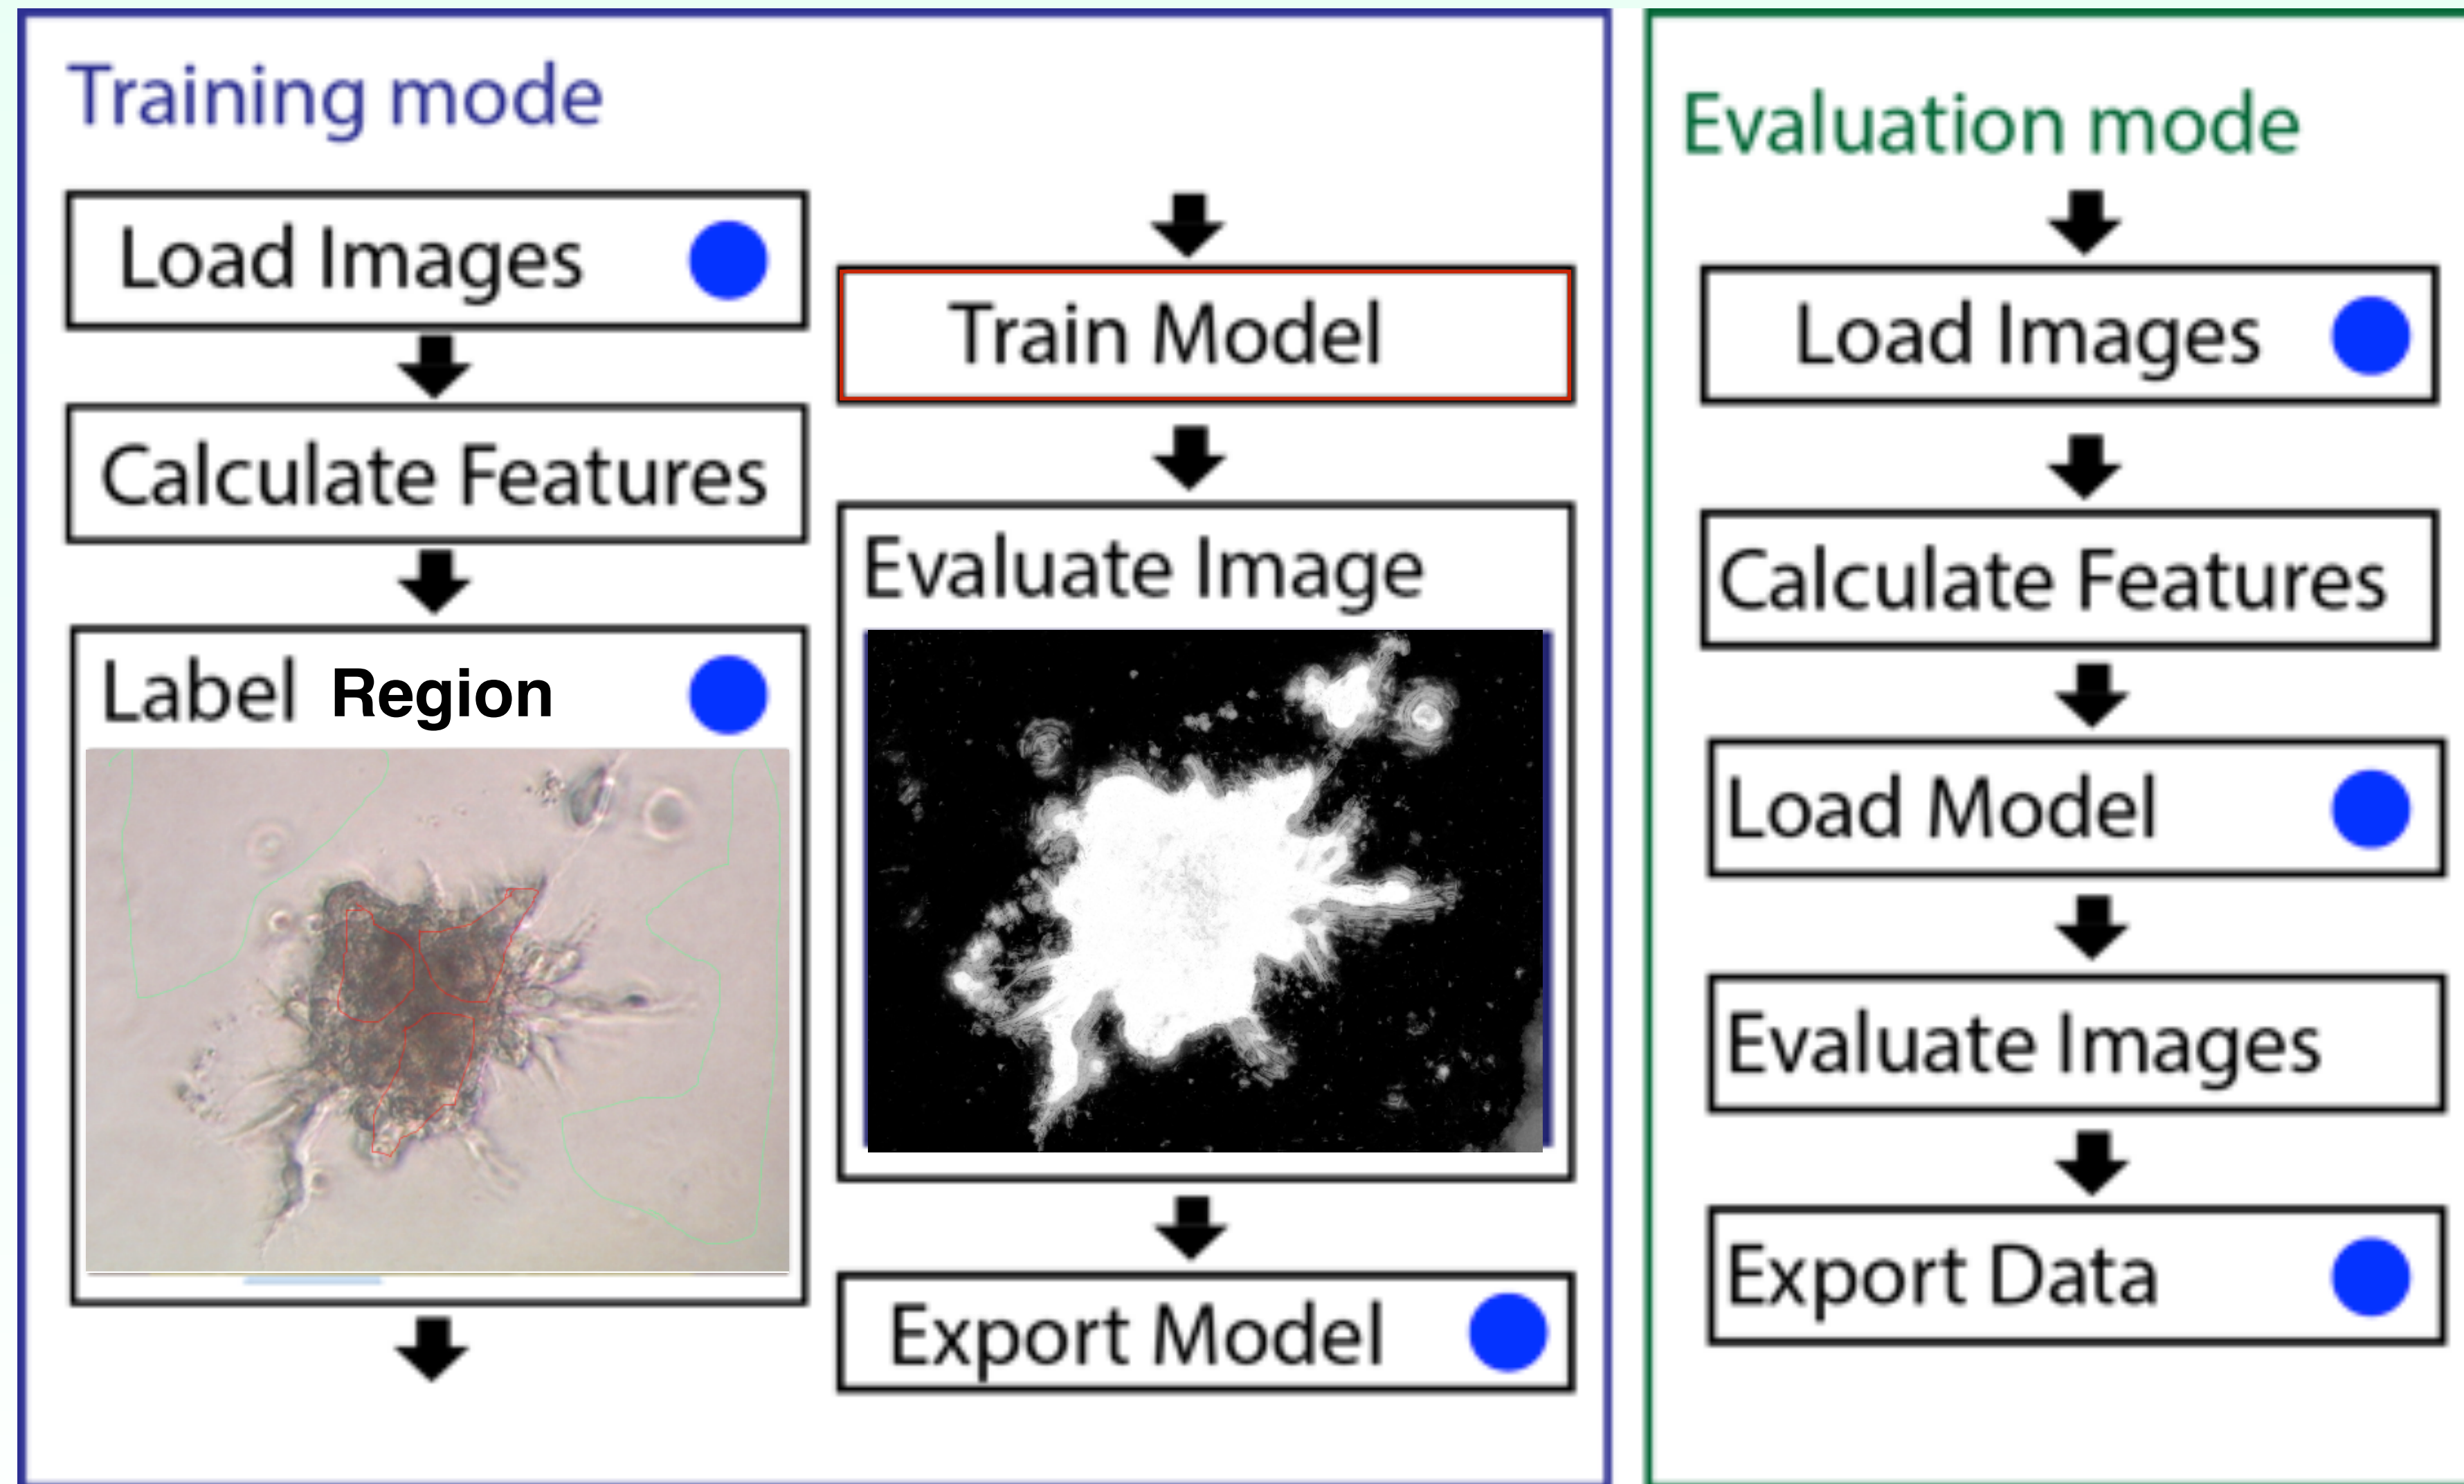 Training mode
Load Images
Calculate Features
Label Region
Train Model
Evaluate Image
Export Model
Evaluation mode
Load Images
Calculate Features
Load Model
Evaluate Images
Export Data